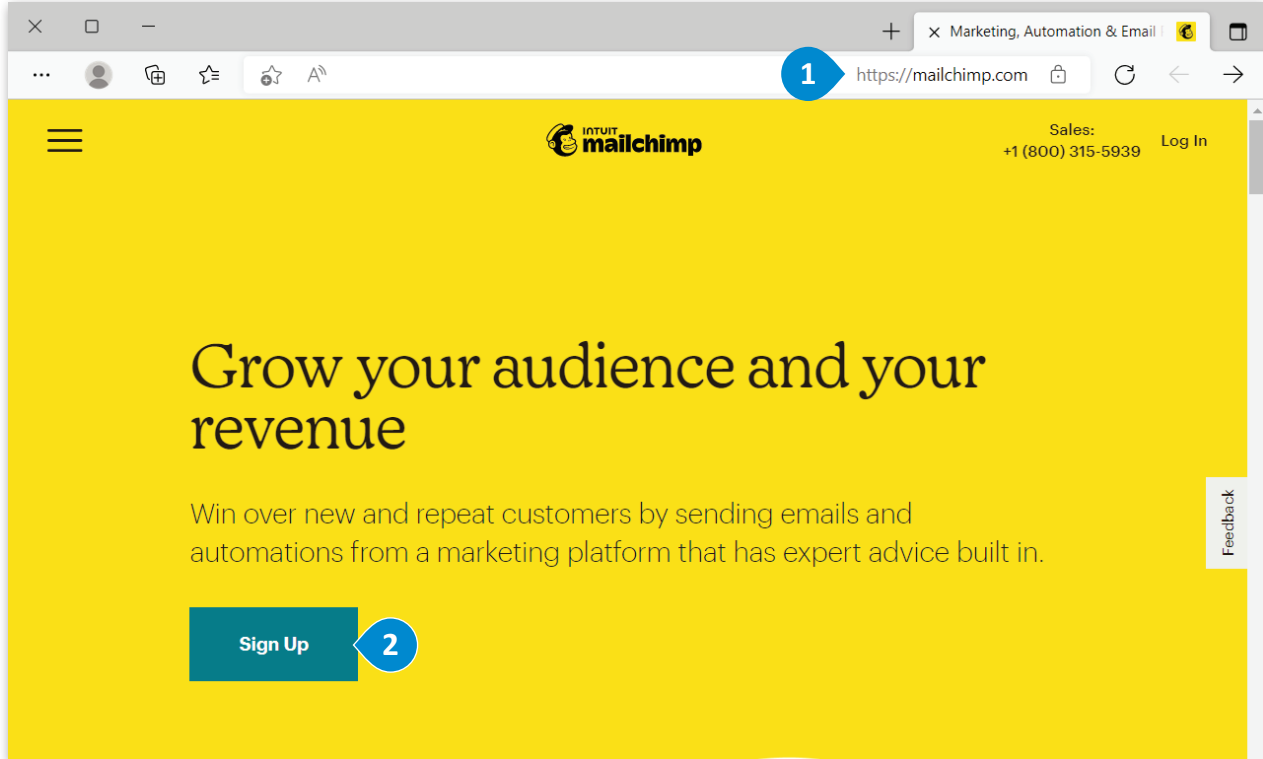 Marketing, Automation & Email
1
https://mailchimp.com
INTUIT
mailchimp
Sales:
+1 (800) 315-5939
Log In
Grow your audience and your
revenue
Win over new and repeat customers by sending emails and
automations from a marketing platform that has expert advice built in.
Feedback
Sign Up
2